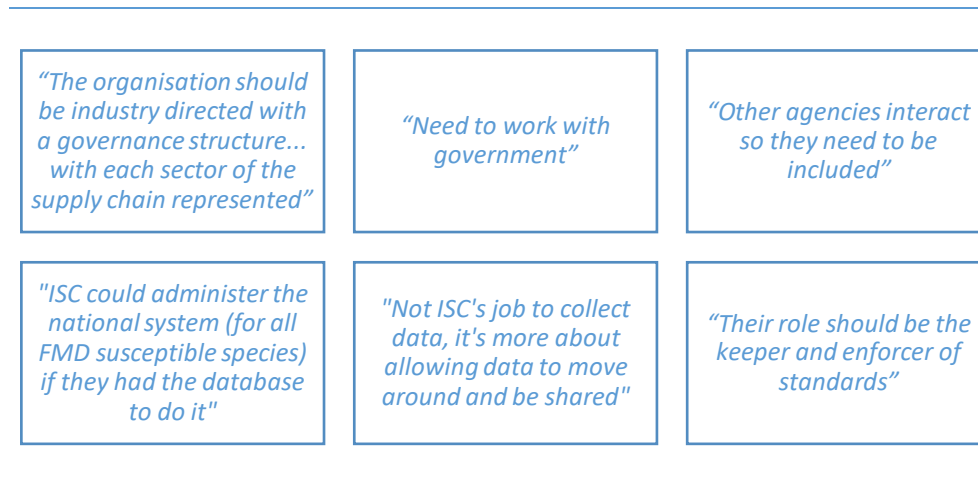 “The organisation should
be industry directed with
a governance structure...
with each sector of the
supply chain represented”
“Need to work with
government”
“Other agencies interact
so they need to be
included”
"ISC could administer the
national system (for all
FMD susceptible species)
if they had the database
to do it"
"Not ISC's job to collect
data, it's more about
allowing data to move
around and be shared"
“Their role should be the
keeper and enforcer of
standards”